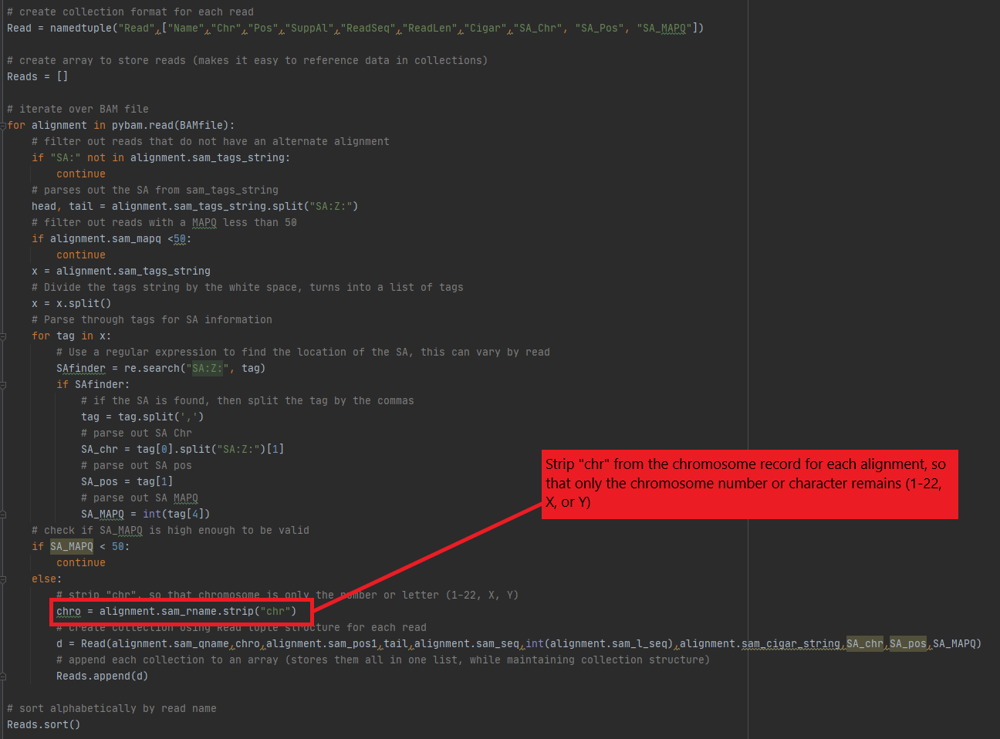 # create collection format for each read
Read = namedtuple("Read",["Name","Chr","Pos","SuppAl","ReadSeq","ReadLen","Cigar","SA_Chr", "SA_Pos", "SA_MAPQ"])

# create array to store reads (makes it easy to reference data in collections)
Reads = []

# iterate over BAM file
for alignment in pybam.read(BAMfile):
    # filter out reads that do not have an alternate alignment
    if "SA:" not in alignment.sam_tags_string:
        continue
    # parses out the SA from sam_tags_string
    head, tail = alignment.sam_tags_string.split("SA:Z:")
    # filter out reads with a MAPQ less than 50
    if alignment.sam_mapq <50:
        continue
    x = alignment.sam_tags_string
    # Divide the tags string by the white space, turns into a list of tags
    x = x.split()
    # Parse through tags for SA information
    for tag in x:
        # Use a regular expression to find the location of the SA, this can vary by read
        SAfinder = re.search("SA:Z:", tag)
        if SAfinder:
            # if the SA is found, then split the tag by the commas
            tag = tag.split(',')
            # parse out SA Chr
            SA_chr = tag[0].split("SA:Z:")[1]
            # parse out SA pos
            SA_pos = tag[1]
            # parse out SA MAPQ
            SA_MAPQ = int(tag[4])
    # check if SA_MAPQ is high enough to be valid
    if SA_MAPQ < 50:
        continue
    else:
        # strip "chr", so that chromosome is only the number or letter (1-22, X, Y)
        chro = alignment.sam_rname.strip("chr")
        # create collection using Read tuple structure for each read
        d = Read(alignment.sam_qname,chro,alignment.sam_pos1,tail,alignment.sam_seq,int(alignment.sam_l_seq),alignment.sam_cigar_string,SA_chr,SA_pos,SA_MAPQ)
        # append each collection to an array (stores them all in one list, while maintaining collection structure)
        Reads.append(d)

# sort alphabetically by read name
Reads.sort()
Strip "chr" from the chromosome record for each alignment, so
that only the chromosome number or character remains (1-22,
X, or Y)